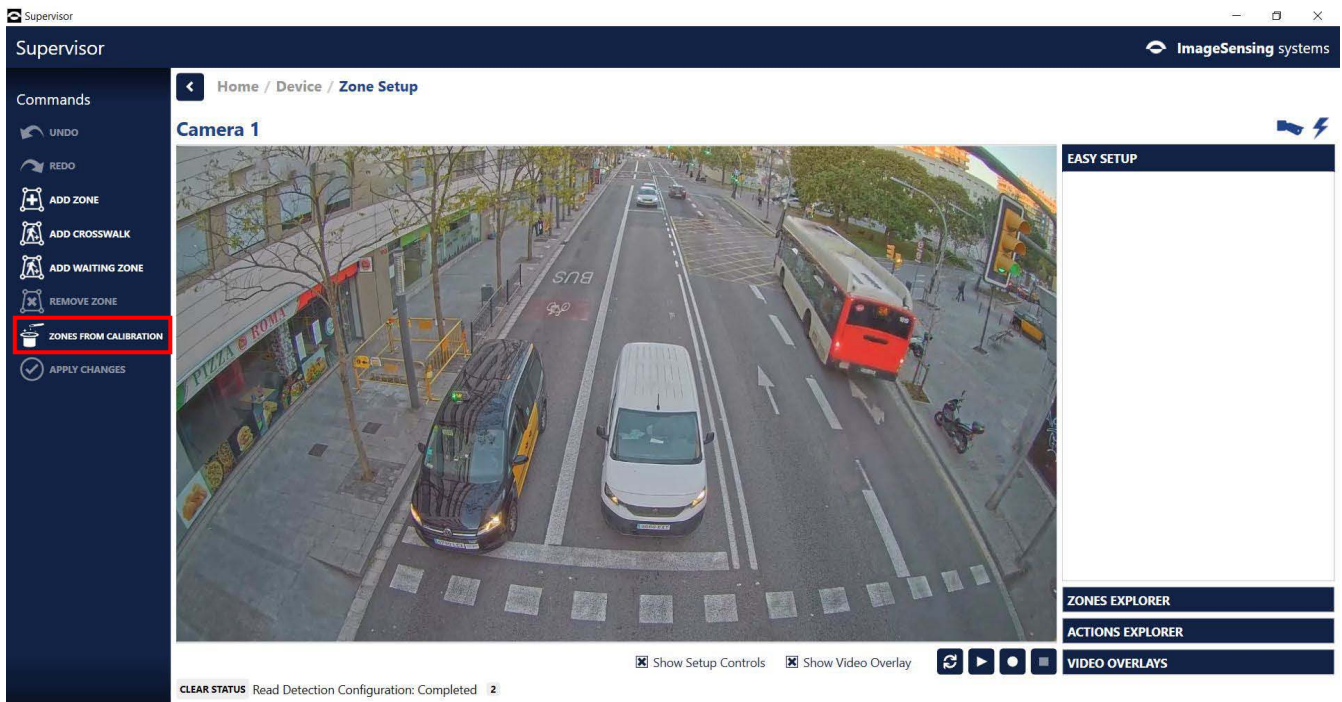 Supervisor
Supervisor
ImageSensing systems
Commands
UNDO
REDO
ADD ZONE
ADD CROSSWALK
ADD WAITING ZONE
REMOVE ZONE
ZONES FROM CALIBRATION
APPLY CHANGES
Home / Device / Zone Setup
Camera 1
PIZZA ROMA
BUS
EASY SETUP
ZONES EXPLORER
ACTIONS EXPLORER
VIDEO OVERLAYS
Show Setup Controls
Show Video Overlay
CLEAR STATUS Read Detection Configuration: Completed 2